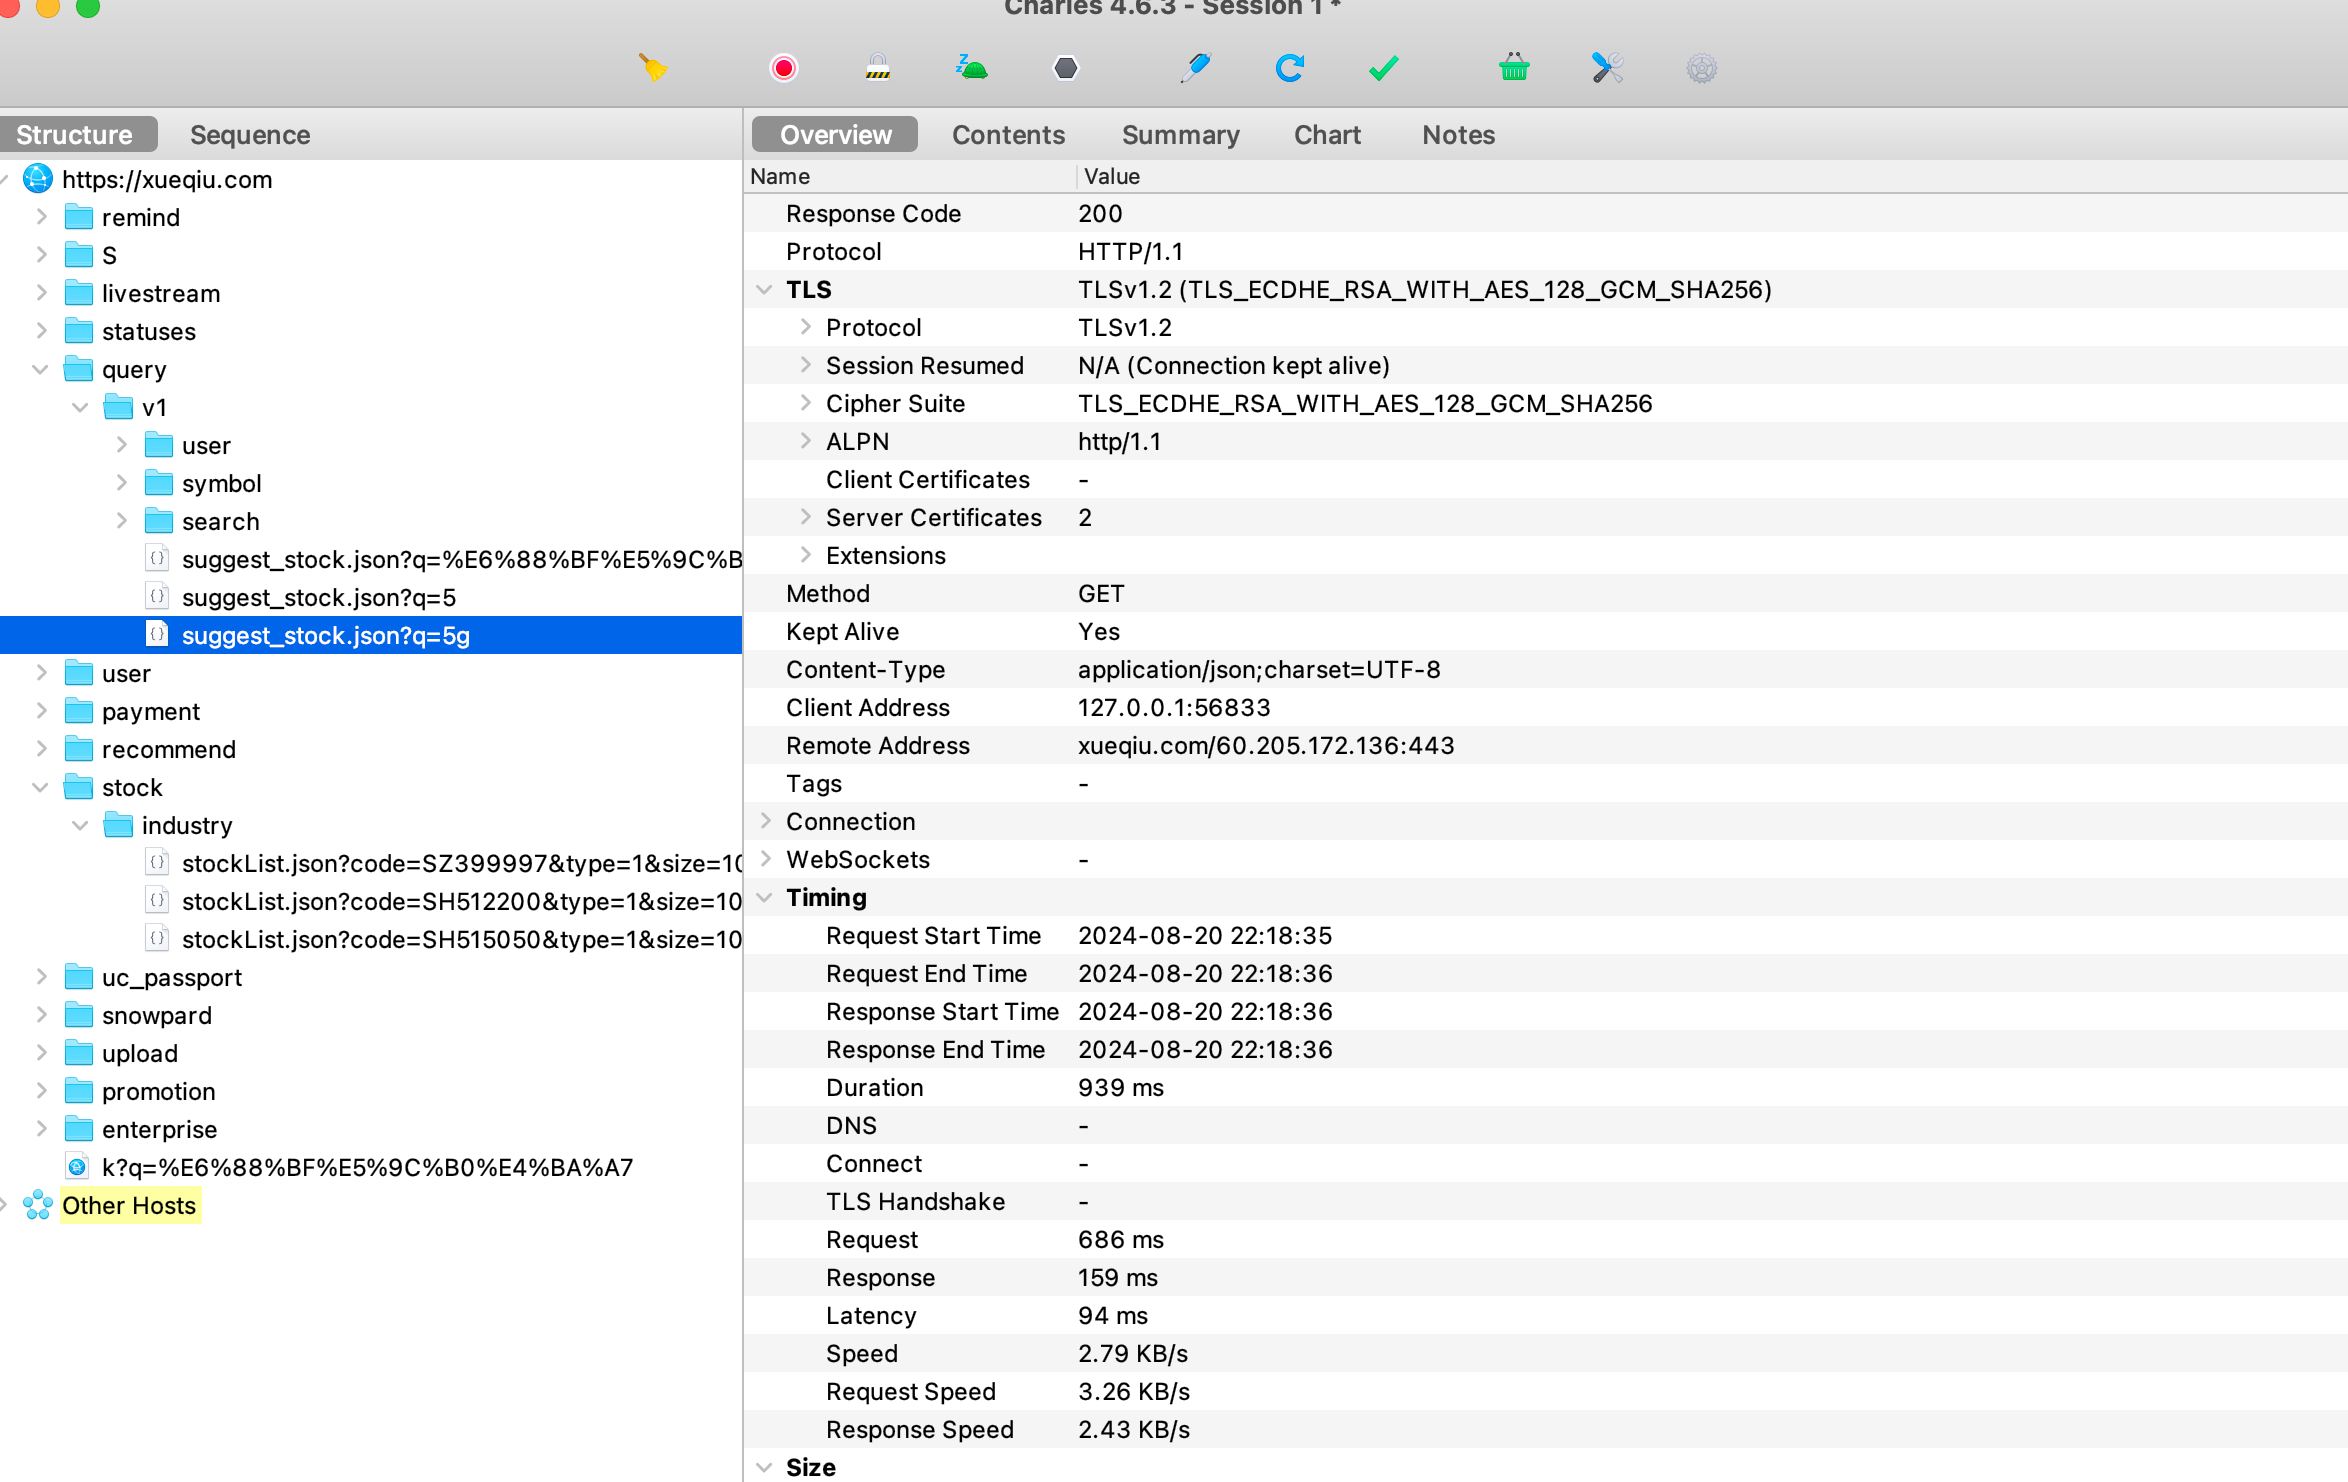 Charles 4.6.3 - Session 1 *
Structure
Sequence
https://xueqiu.com
remind
S
livestream
statuses
query
v1
user
symbol
search
suggest_stock.json?q=%E6%88%BF%E5%9C%B
suggest_stock.json?q=5
suggest_stock.json?q=5g
user
payment
recommend
stock
industry
stockList.json?code=SZ399997&type=1&size=10
stockList.json?code=SH512200&type=1&size=10
stockList.json?code=SH515050&type=1&size=10
uc_passport
snowpard
upload
promotion
enterprise
k?q=%E6%88%BF%E5%9C%B0%E4%BA%A7
Other Hosts
Overview
Contents
Summary
Chart
Notes
Name Value
Response Code 200
Protocol HTTP/1.1
TLS TLSv1.2 (TLS_ECDHE_RSA_WITH_AES_128_GCM_SHA256)
Protocol TLSv1.2
Session Resumed N/A (Connection kept alive)
Cipher Suite TLS_ECDHE_RSA_WITH_AES_128_GCM_SHA256
ALPN http/1.1
Client Certificates -
Server Certificates 2
Extensions
Method GET
Kept Alive Yes
Content-Type application/json;charset=UTF-8
Client Address 127.0.0.1:56833
Remote Address xueqiu.com/60.205.172.136:443
Tags -
Connection
WebSockets -
Timing
Request Start Time 2024-08-20 22:18:35
Request End Time 2024-08-20 22:18:36
Response Start Time 2024-08-20 22:18:36
Response End Time 2024-08-20 22:18:36
Duration 939 ms
DNS -
Connect -
TLS Handshake -
Request 686 ms
Response 159 ms
Latency 94 ms
Speed 2.79 KB/s
Request Speed 3.26 KB/s
Response Speed 2.43 KB/s
Size